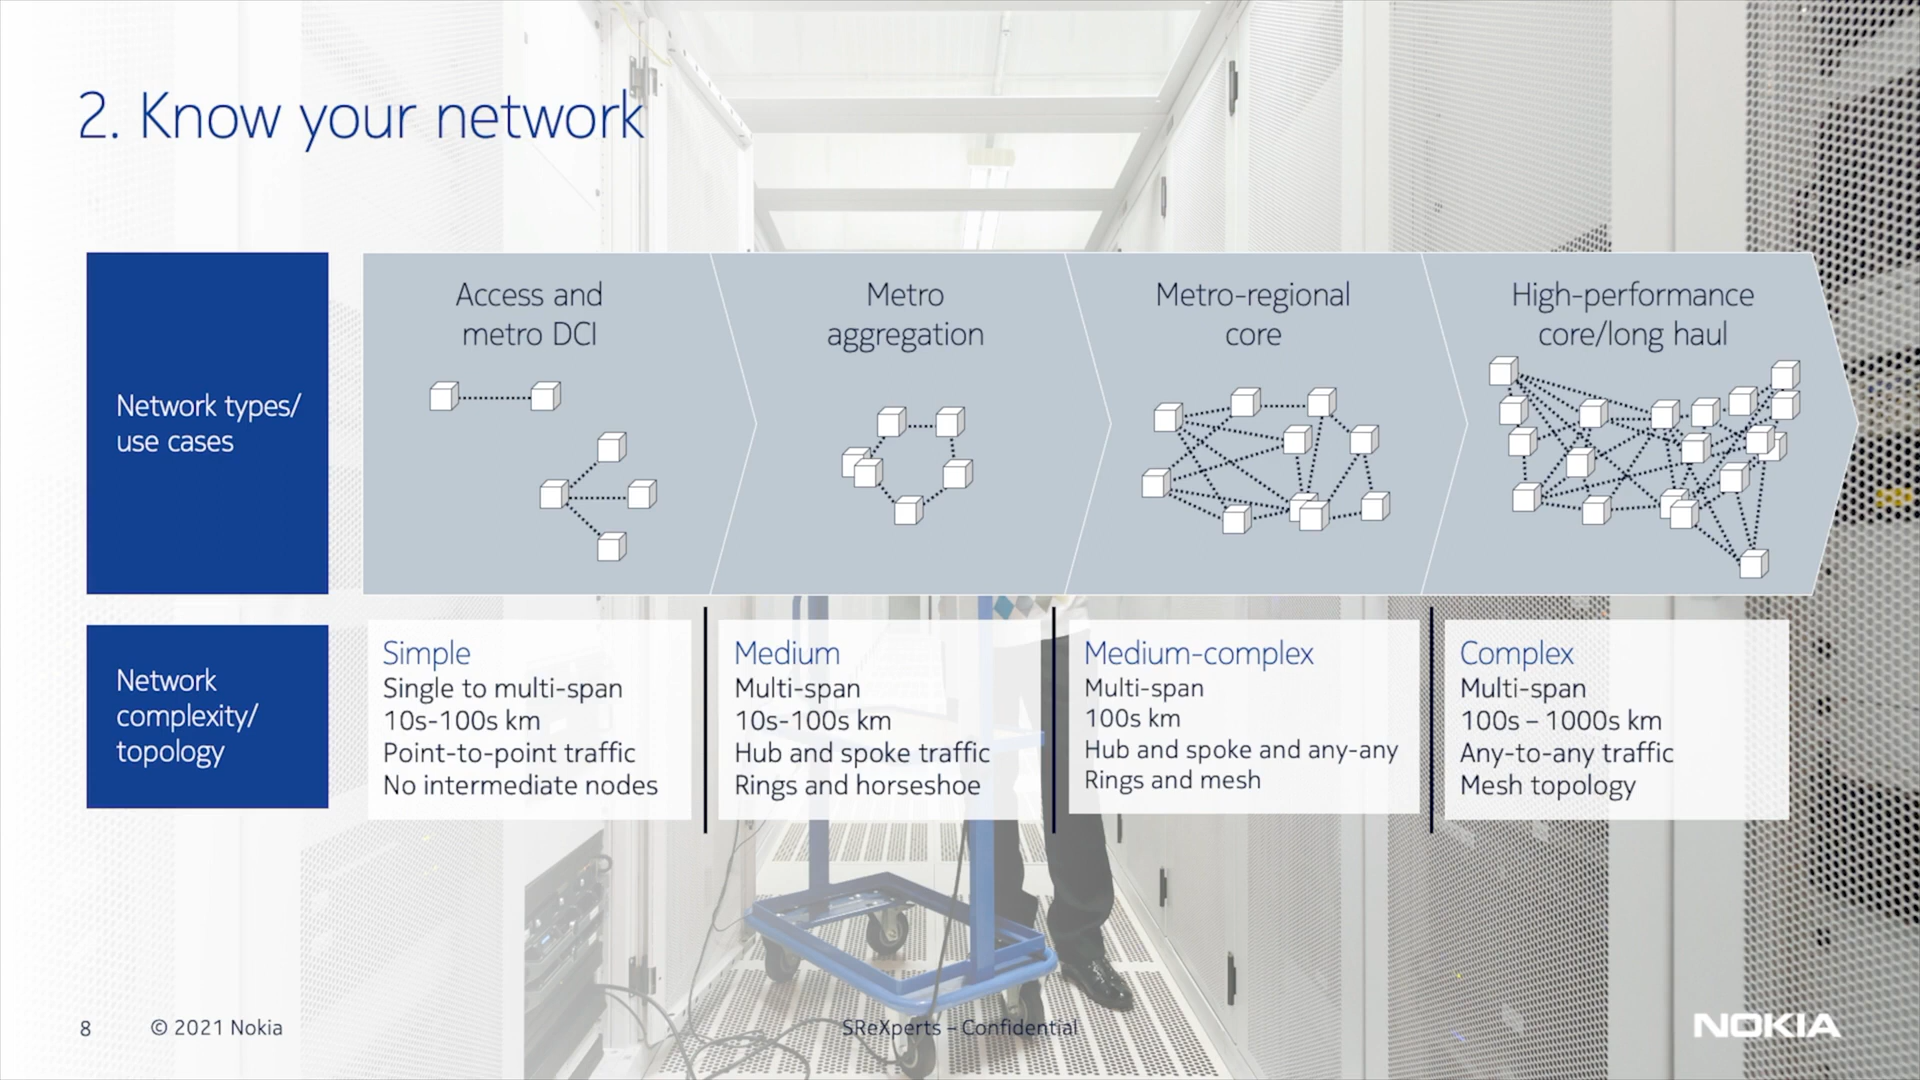 2. Know your network
Network types/
use cases
Access and
metro DCI
Metro
aggregation
Metro-regional
core
High-performance
core/long haul
Network
complexity/
topology
Simple
Single to multi-span
10s-100s km
Point-to-point traffic
No intermediate nodes
Medium
Multi-span
10s-100s km
Hub and spoke traffic
Rings and horseshoe
Medium-complex
Multi-span
100s km
Hub and spoke and any-any
Rings and mesh
Complex
Multi-span
100s – 1000s km
Any-to-any traffic
Mesh topology
8
© 2021 Nokia
SReXperts – Confidential
NOKIA